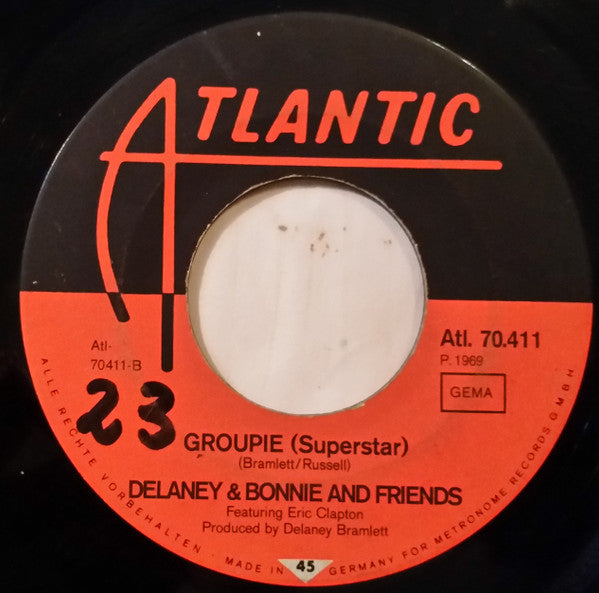 ATLANTIC
Atl-
70411-B
Atl. 70.411
P. 1969
GEMA
23
GROUPIE (Superstar)
(Bramlett/Russell)
DELANEY & BONNIE AND FRIENDS
Featuring Eric Clapton
Produced by Delaney Bramlett
ALLE RECHTE VORBEHALTEN · MADE IN 45 GERMANY FOR METRONOME RECORDS GMBH